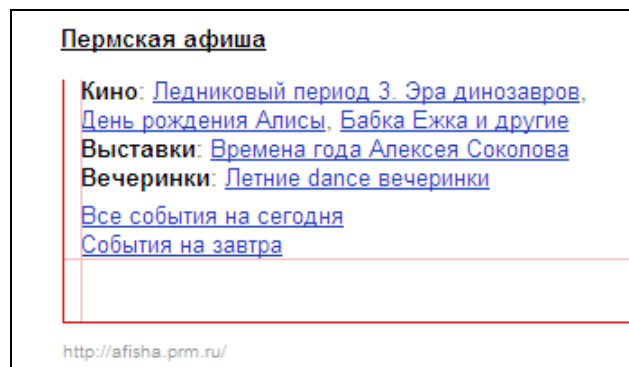 Пермская афиша
Кино: Ледниковый период 3. Эра динозавров,
День рождения Алисы, Бабка Ежка и другие
Выставки: Времена года Алексея Соколова
Вечеринки: Летние dance вечеринки
Все события на сегодня
События на завтра
http://afisha.prm.ru/